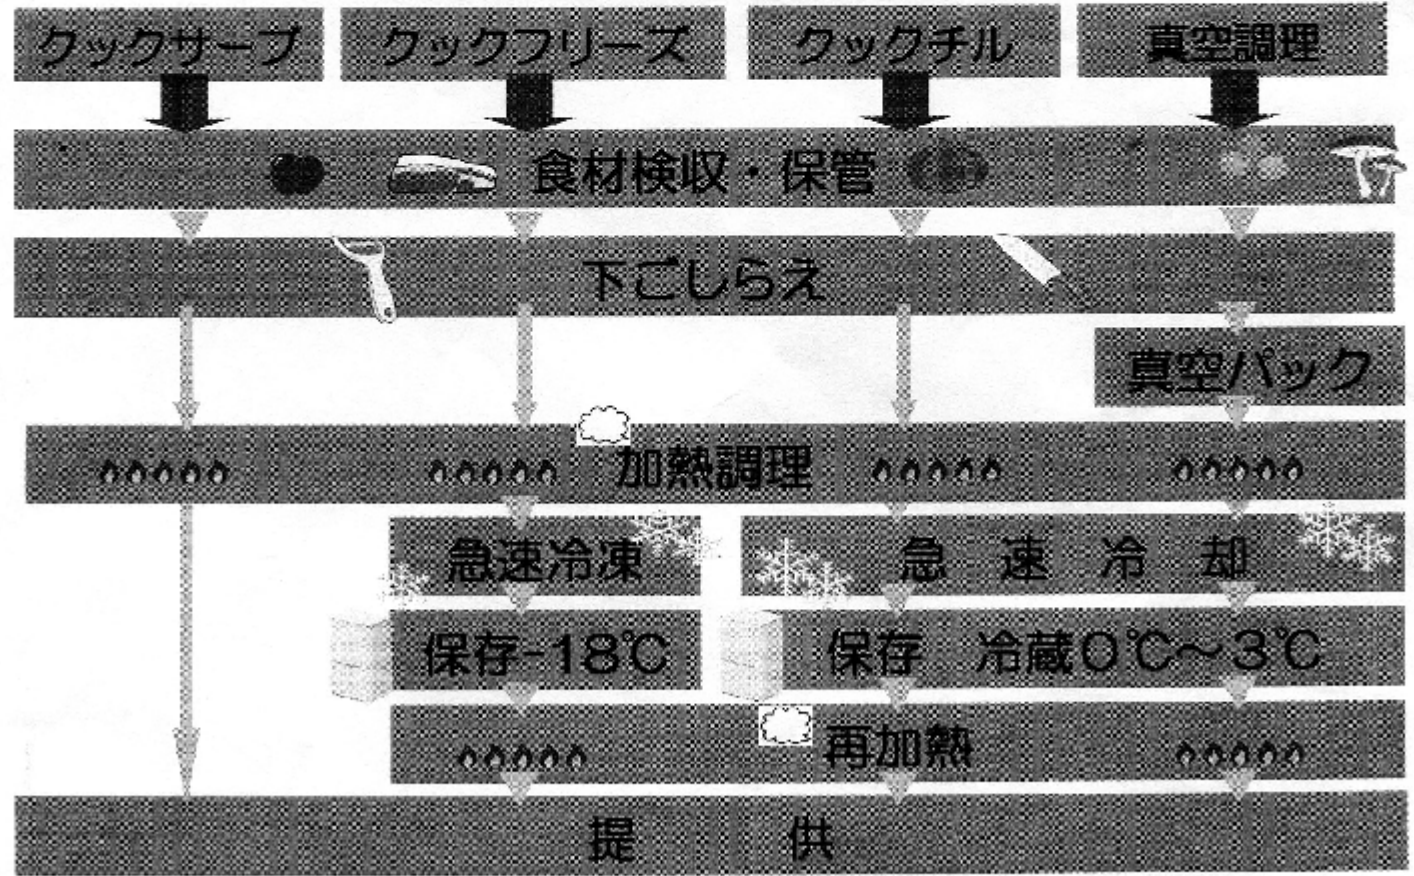 クックサーブ クックフリーズ クックチル 真空調理
食材検収・保管
下ごしらえ
真空パック
加熱調理
急速冷凍 急速冷却
保存-18℃ 保存 冷蔵0℃～3℃
再加熱
提供